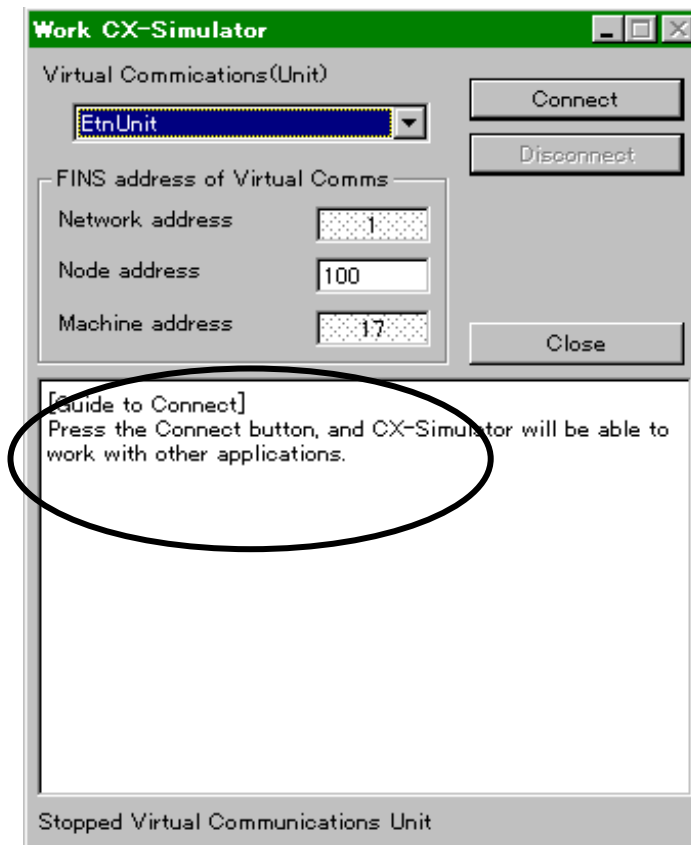 Work CX-Simulator
Virtual Commications(Unit)
EtnUnit
Connect
Disconnect
FINS address of Virtual Comms
Network address 1
Node address 100
Machine address 17
Close
[Guide to Connect]
Press the Connect button, and CX-Simulator will be able to
work with other applications.
Stopped Virtual Communications Unit